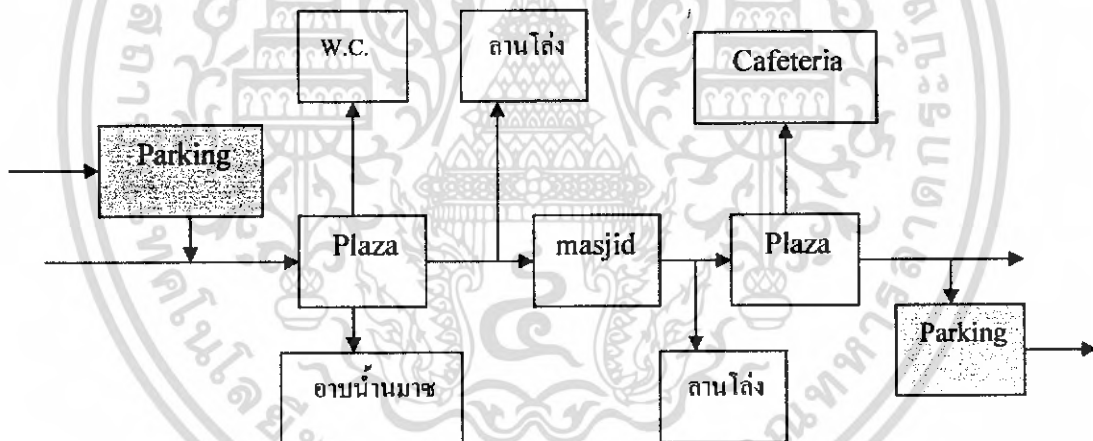 W.C.
ลานโล่ง
Cafeteria
Parking
Plaza
masjid
Plaza
Parking
อาบน้ำนมาซ
ลานโล่ง